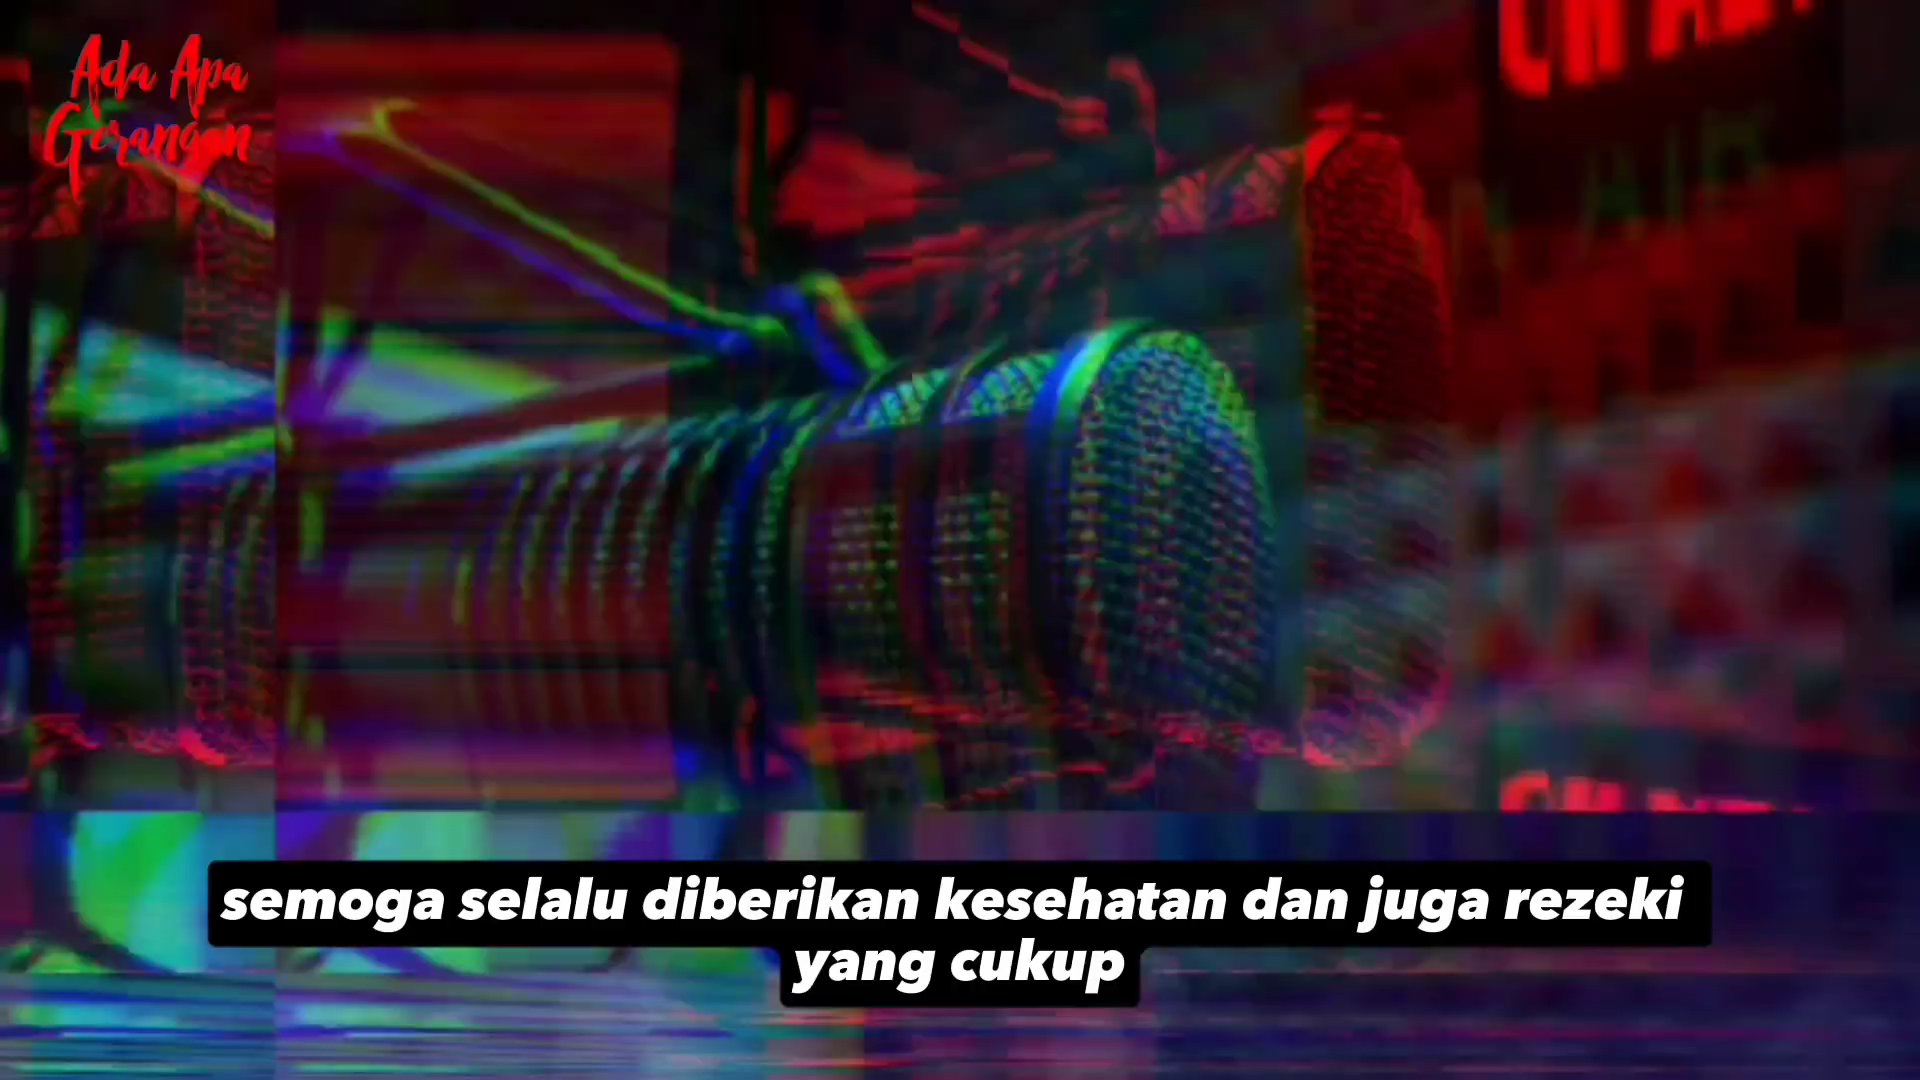 Ada Apa
Gerangan
semoga selalu diberikan kesehatan dan juga rezeki
yang cukup